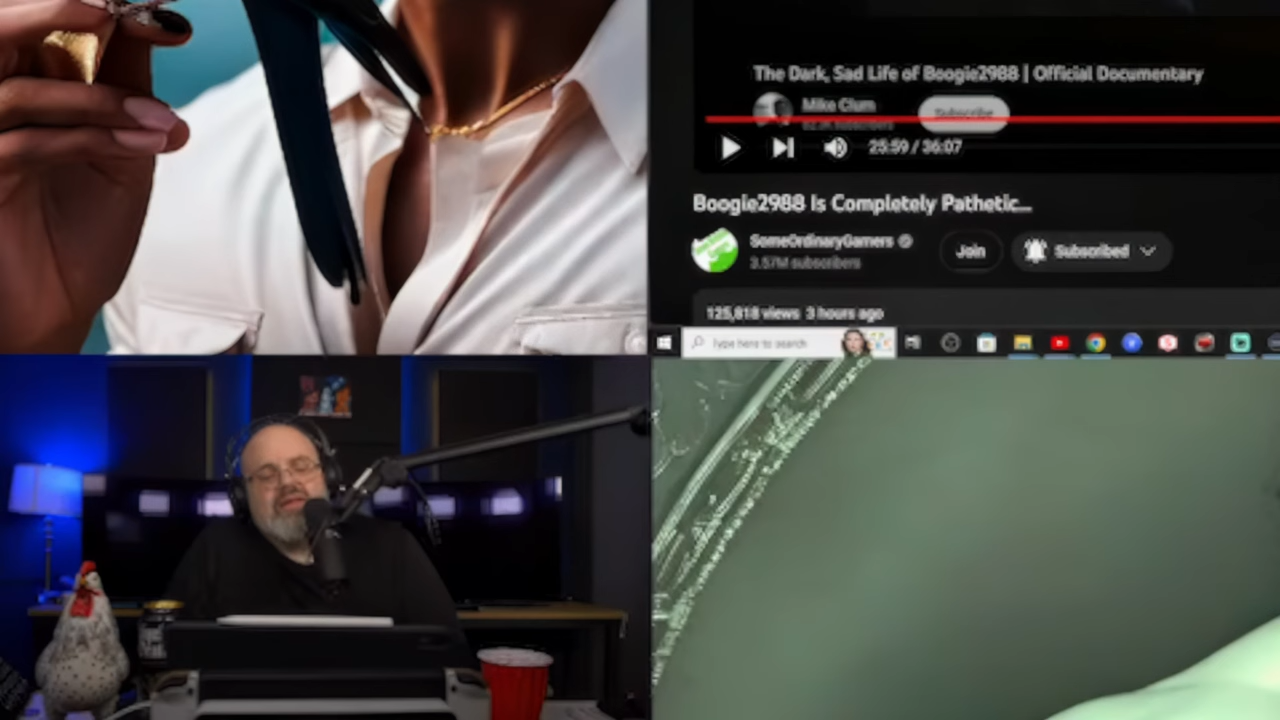 The Dark, Sad Life of Boogie2988 | Official Documentary
Mike Clum
Subscribe
25:59 / 36:07
Boogie2988 Is Completely Pathetic...
SomeOrdinaryGamers
3.57M subscribers
Join
Subscribed
125,818 views 3 hours ago
Type here to search